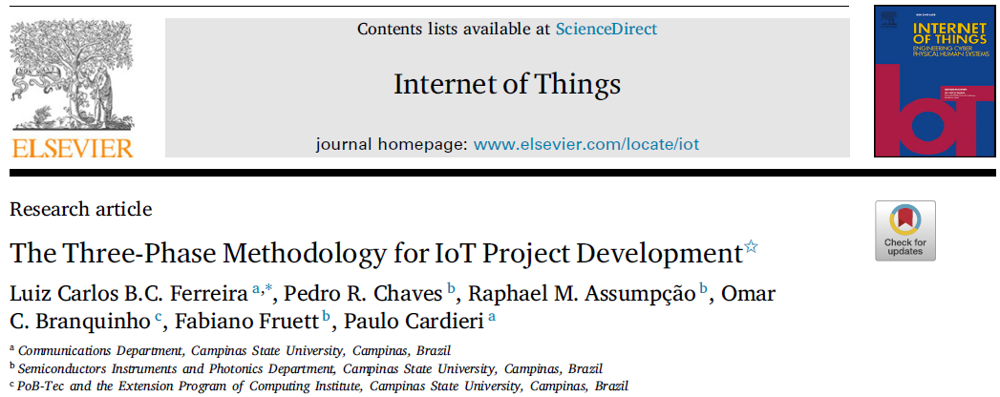 Contents lists available at ScienceDirect
Internet of Things
journal homepage: www.elsevier.com/locate/iot
ELSEVIER
INTERNET
OF THINGS
ENGINEERING CYBER
PHYSICAL HUMAN SYSTEMS
IoT
Research article
Check for
updates
The Three-Phase Methodology for IoT Project Development☆
Luiz Carlos B.C. Ferreira a,*, Pedro R. Chaves b, Raphael M. Assumpção b, Omar
C. Branquinho c, Fabiano Fruett b, Paulo Cardieri a
a Communications Department, Campinas State University, Campinas, Brazil
b Semiconductors Instruments and Photonics Department, Campinas State University, Campinas, Brazil
c PoB-Tec and the Extension Program of Computing Institute, Campinas State University, Campinas, Brazil